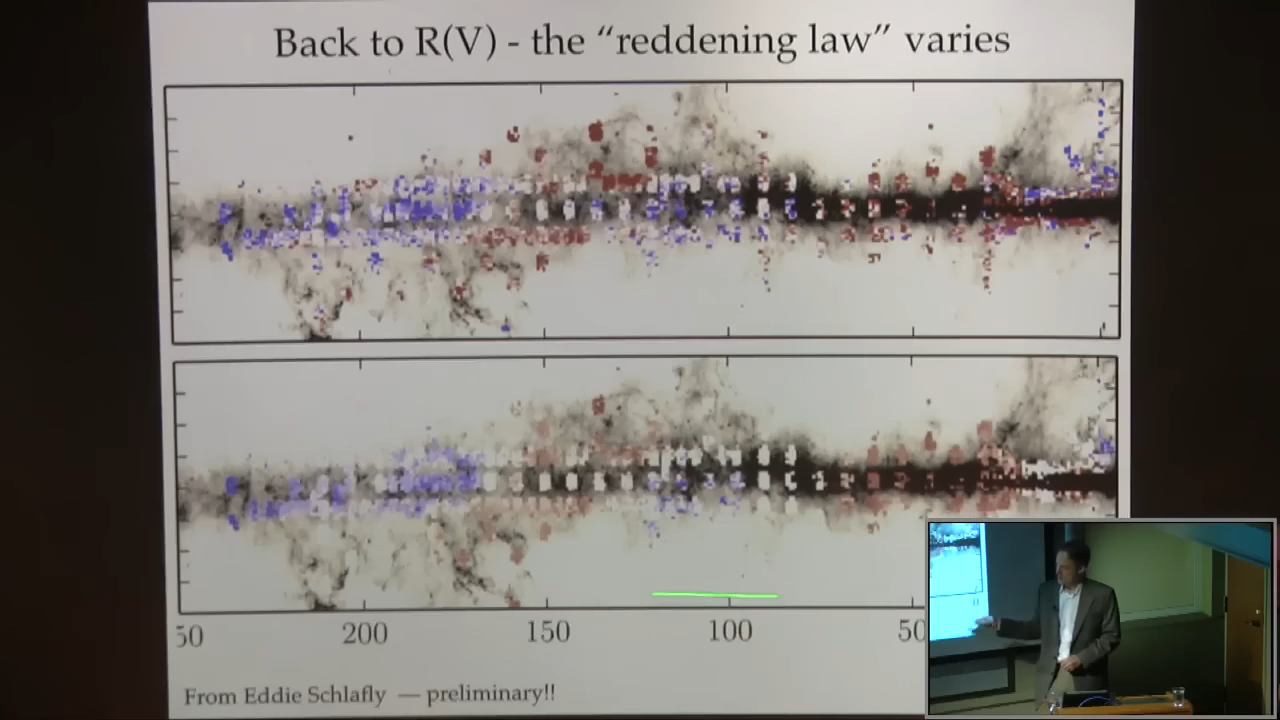 Back to R(V) - the “reddening law” varies
50 200 150 100 50
From Eddie Schlafly — preliminary!!